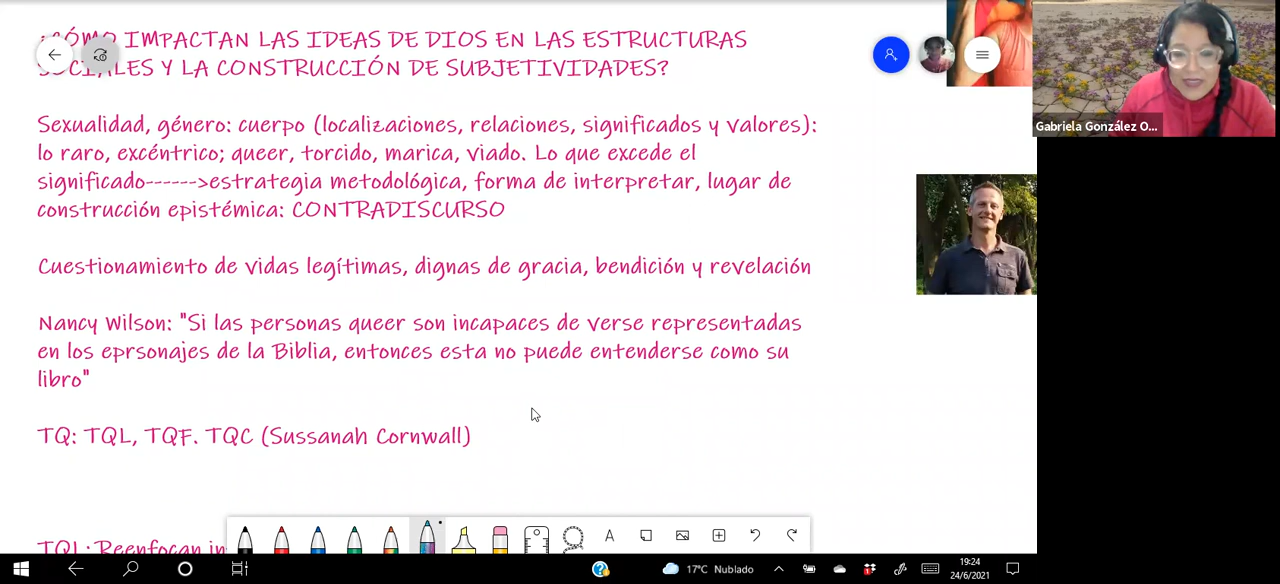 ¿CÓMO IMPACTAN LAS IDEAS DE DIOS EN LAS ESTRUCTURAS
SOCIALES Y LA CONSTRUCCIÓN DE SUBJETIVIDADES?
Sexualidad, género: cuerpo (localizaciones, relaciones, significados y valores):
lo raro, excéntrico; queer, torcido, marica, viado. Lo que excede el
significado------>estrategia metodológica, forma de interpretar, lugar de
construcción epistémica: CONTRADISCURSO
Cuestionamiento de vidas legítimas, dignas de gracia, bendición y revelación
Nancy Wilson: "Si las personas queer son incapaces de verse representadas
en los eprsonajes de la Biblia, entonces esta no puede entenderse como su
libro"
TQ: TQL, TQF. TQC (Sussanah Cornwall)
TQL: Reenfocan in
Gabriela González O...
17°C Nublado
19:24
24/6/2021